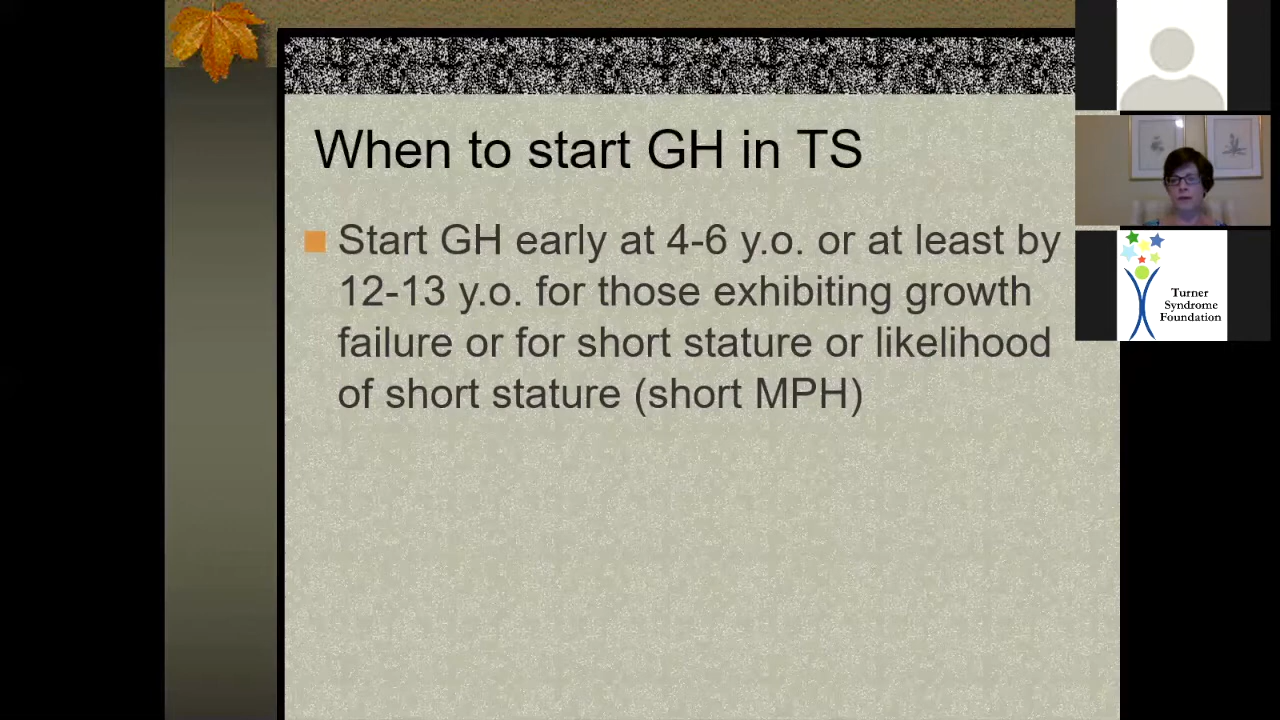 When to start GH in TS
Start GH early at 4-6 y.o. or at least by
12-13 y.o. for those exhibiting growth
failure or for short stature or likelihood
of short stature (short MPH)
Turner
Syndrome
Foundation